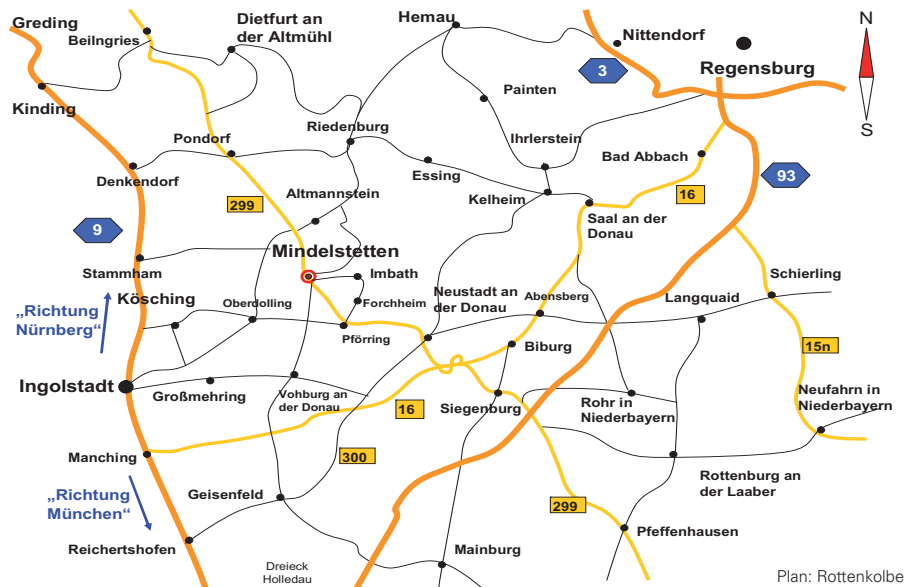 Greding
Beilngries
Dietfurt an
der Altmühl
Hemau
Nittendorf
N
Regensburg
3
Kinding
Painten
S
Riedenburg
Ihrlerstein
Pondorf
Bad Abbach
Denkendorf
Essing
93
Altmannstein
Kelheim
16
299
Saal an der
Donau
9
Mindelstetten
Stammham
Imbath
Schierling
Kösching
Oberdolling
Forchheim
Neustadt an
der Donau
Abensberg
Langquaid
„Richtung
Nürnberg“
Pförring
Biburg
15n
Ingolstadt
Großmehring
Vohburg an
der Donau
16
Siegenburg
Rohr in
Niederbayern
Neufahrn in
Niederbayern
Manching
300
Rottenburg an
der Laaber
„Richtung
München“
Geisenfeld
299
Pfeffenhausen
Reichertshofen
Mainburg
Dreieck
Holledau
Plan: Rottenkolbe